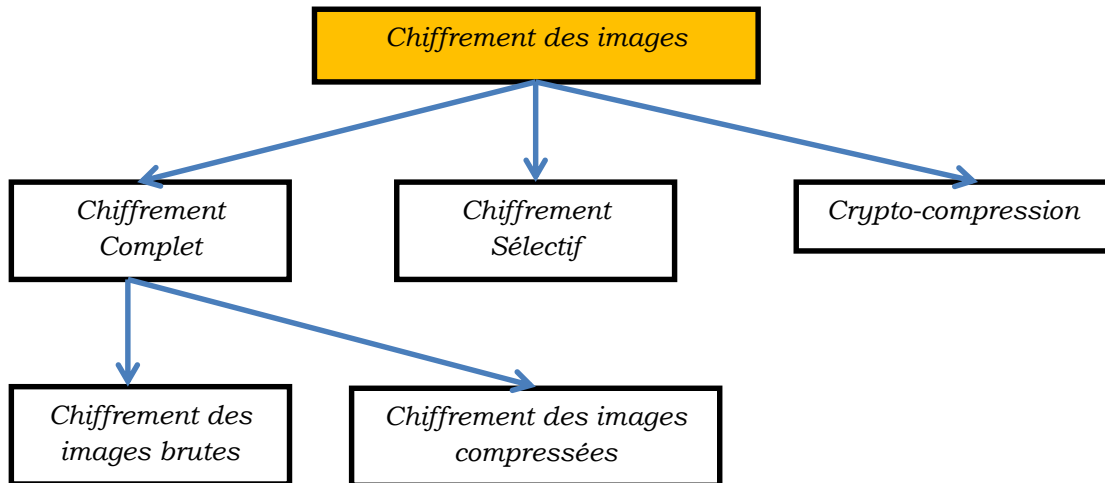 Chiffrement des images
Chiffrement
Complet
Chiffrement
Sélectif
Crypto-compression
Chiffrement des
images brutes
Chiffrement des images
compressées